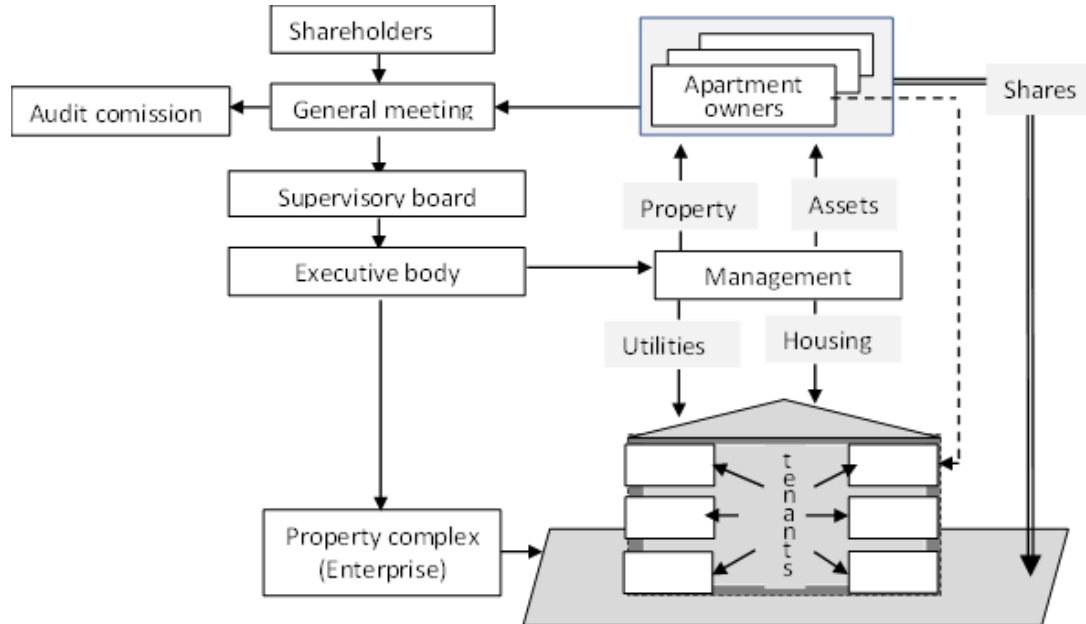 Shareholders
General meeting
Audit comission
Apartment
owners
Shares
Supervisory board
Property
Assets
Executive body
Management
Utilities
Housing
tenants
Property complex
(Enterprise)